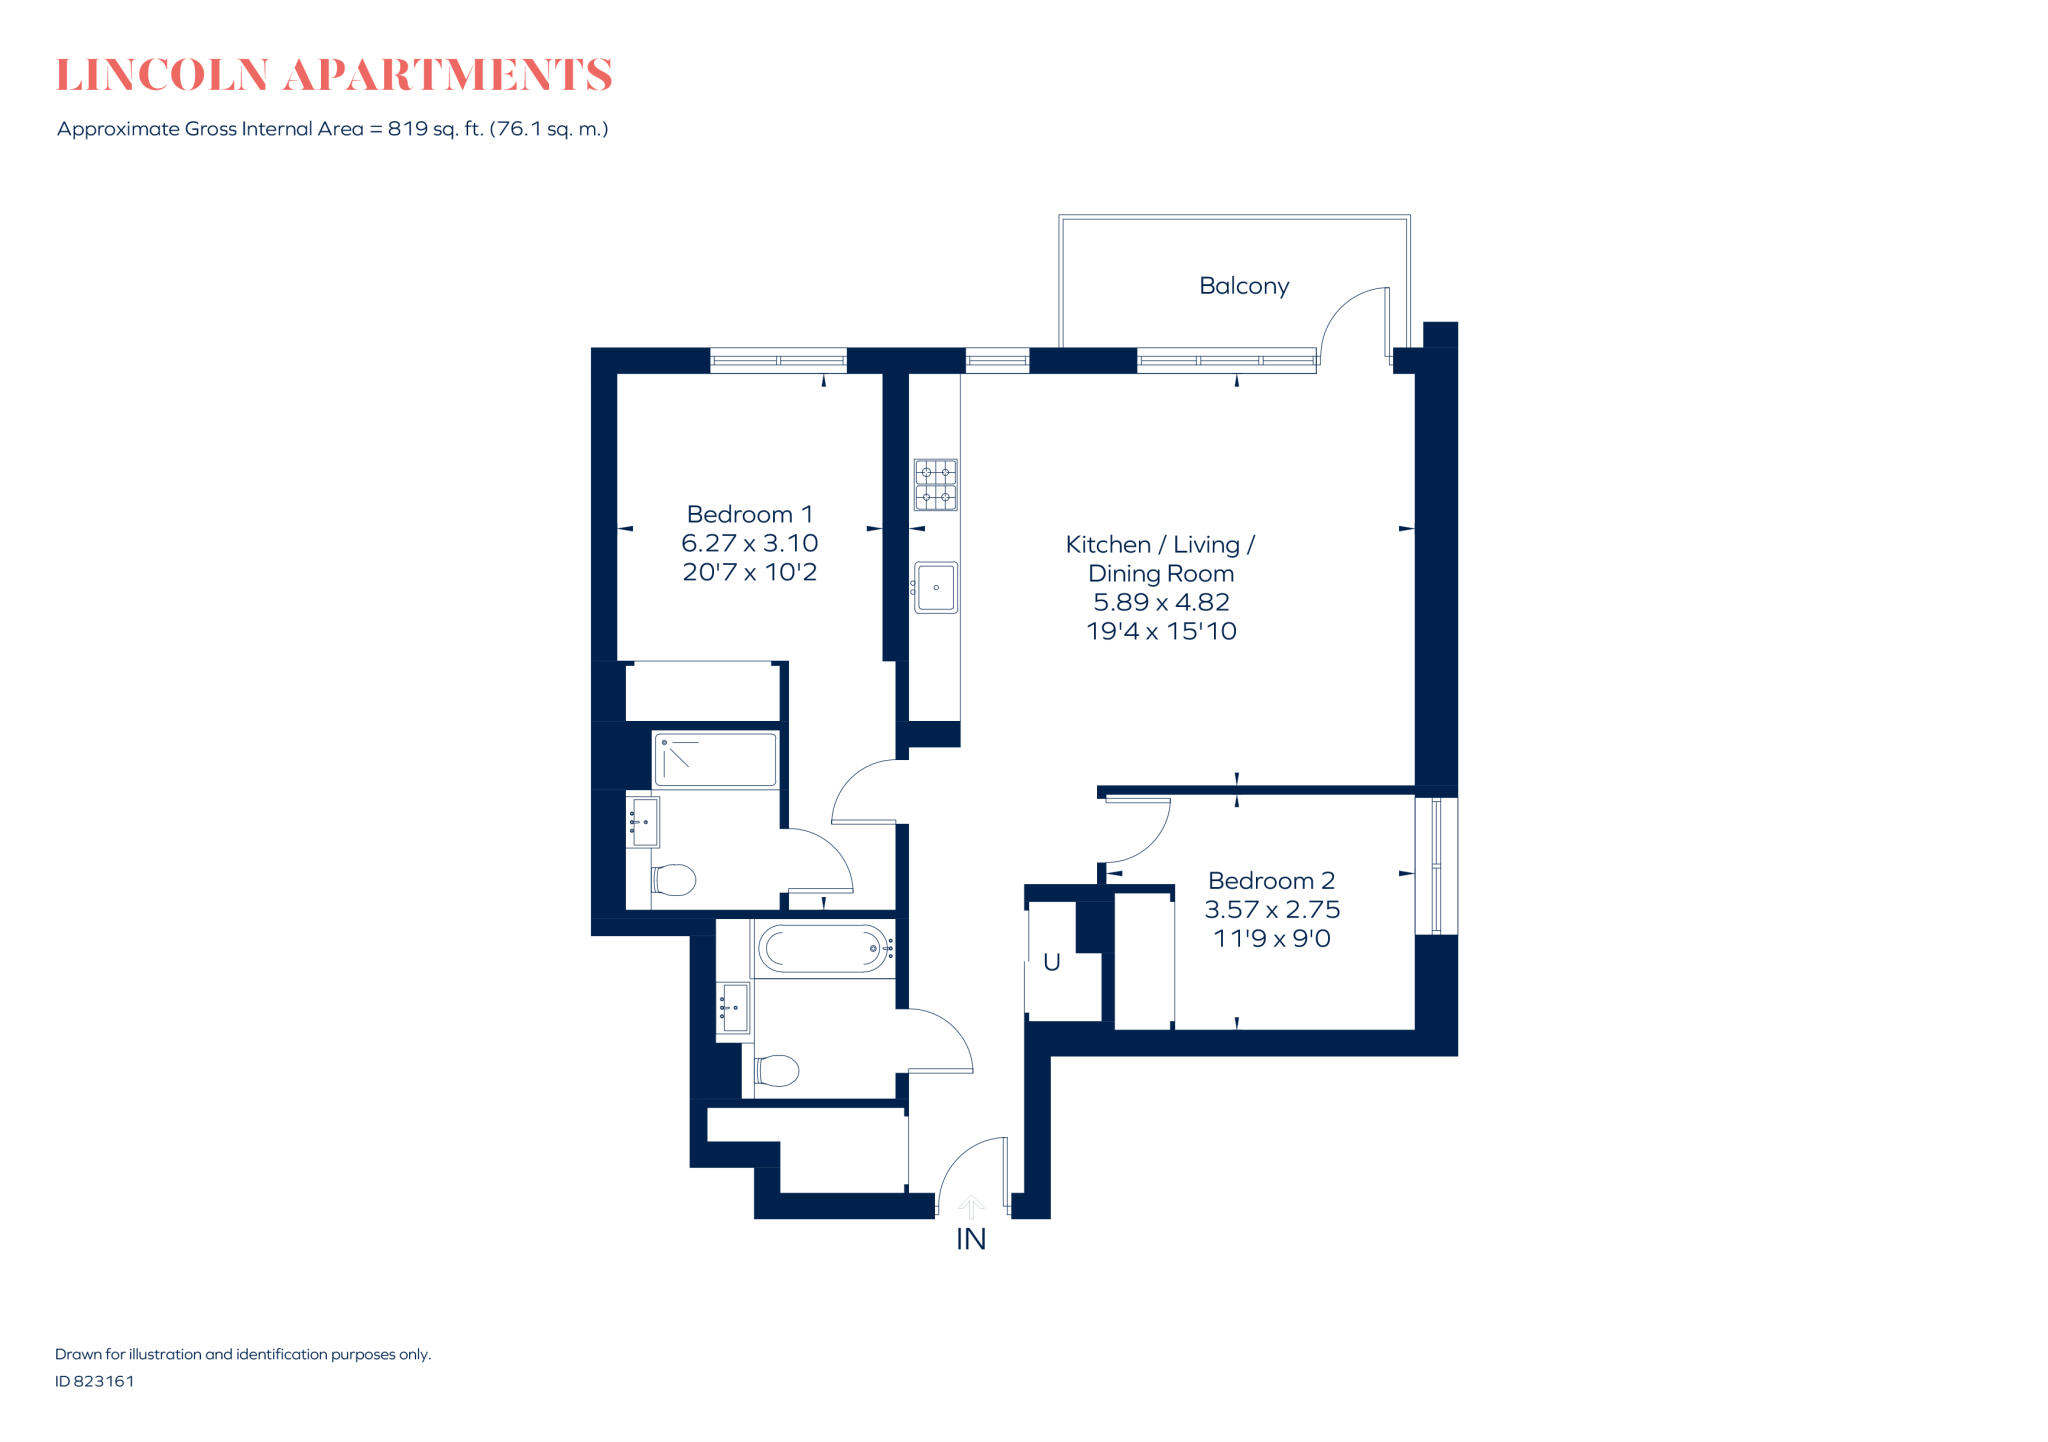 LINCOLN APARTMENTS
Approximate Gross Internal Area = 819 sq. ft. (76.1 sq. m.)
Balcony
Bedroom 1
6.27 x 3.10
20'7 x 10'2
Kitchen / Living /
Dining Room
5.89 x 4.82
19'4 x 15'10
Bedroom 2
3.57 x 2.75
11'9 x 9'0
U
IN
Drawn for illustration and identification purposes only.
ID 823161